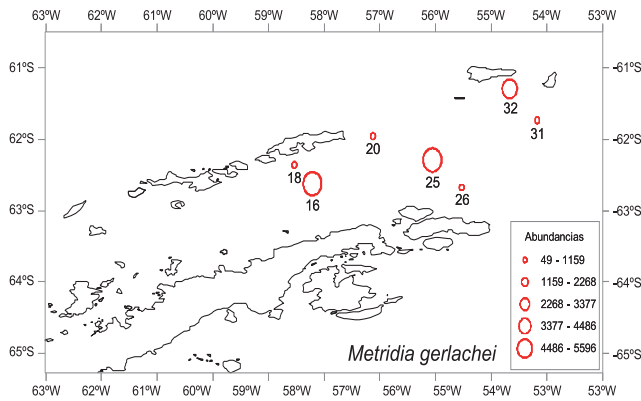 63ºW 62ºW 61ºW 60ºW 59ºW 58ºW 57ºW 56ºW 55ºW 54ºW 53ºW
61ºS 61ºS
32
31
62ºS 62ºS
20
18 25
16 26
63ºS 63ºS
Abundancias
49 - 1159
64ºS 1159 - 2268 64ºS
2268 - 3377
3377 - 4486
65ºS Metridia gerlachei 4486 - 5596 65ºS
63ºW 62ºW 61ºW 60ºW 59ºW 58ºW 57ºW 56ºW 55ºW 54ºW 53ºW